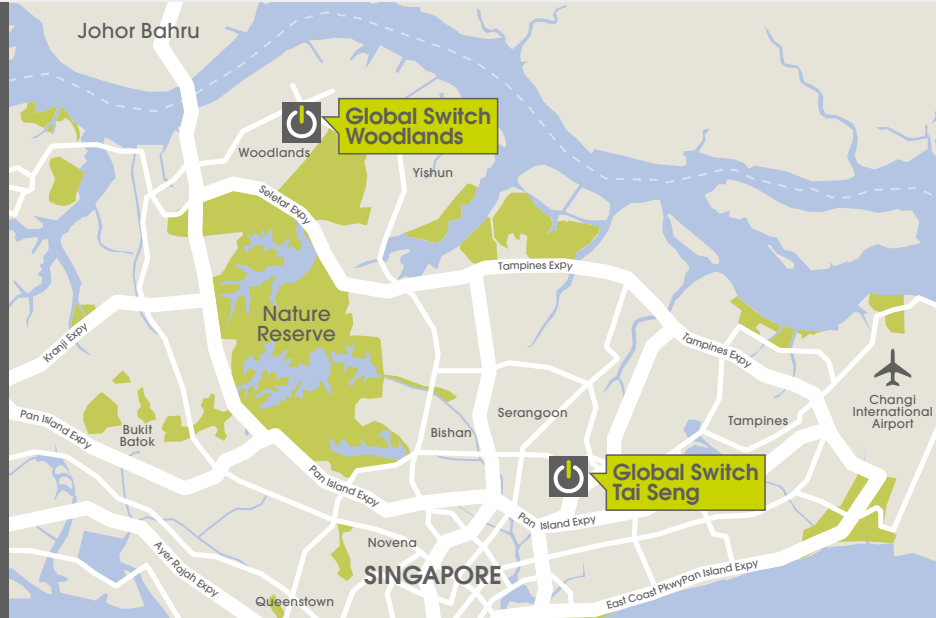 Johor Bahru
Global Switch
Woodlands
Woodlands
Yishun
Seletar Expy
Tampines Expy
Nature
Reserve
Kranji Expy
Tampines Expy
Changi
International
Airport
Pan Island Expy
Bukit
Batok
Bishan
Serangoon
Tampines
Global Switch
Tai Seng
Pan Island Expy
Pan Island Expy
Novena
Ayer Rajah Expy
SINGAPORE
East Coast PkwyPan Island Expy
Queenstown